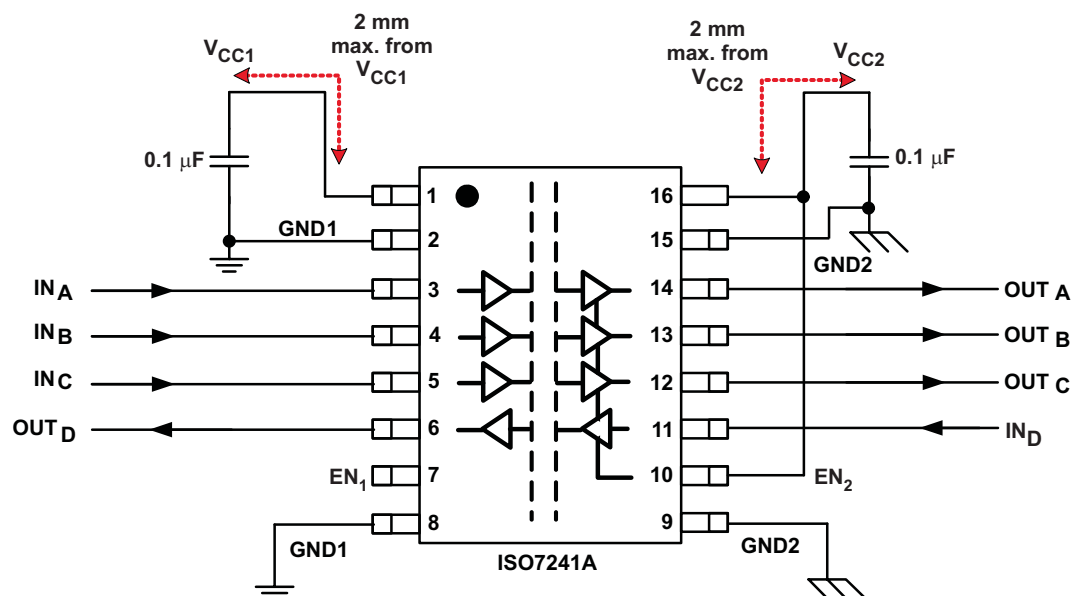 2 mm
max. from
VCC1
VCC1
2 mm
max. from
VCC2
VCC2
0.1 μF
0.1 μF
1
16
GND1
2
15
GND2
INA
3
14
OUT A
INB
4
13
OUT B
INC
5
12
OUT C
OUTD
6
11
IND
EN1
7
10
EN2
8
9
GND1
GND2
ISO7241A